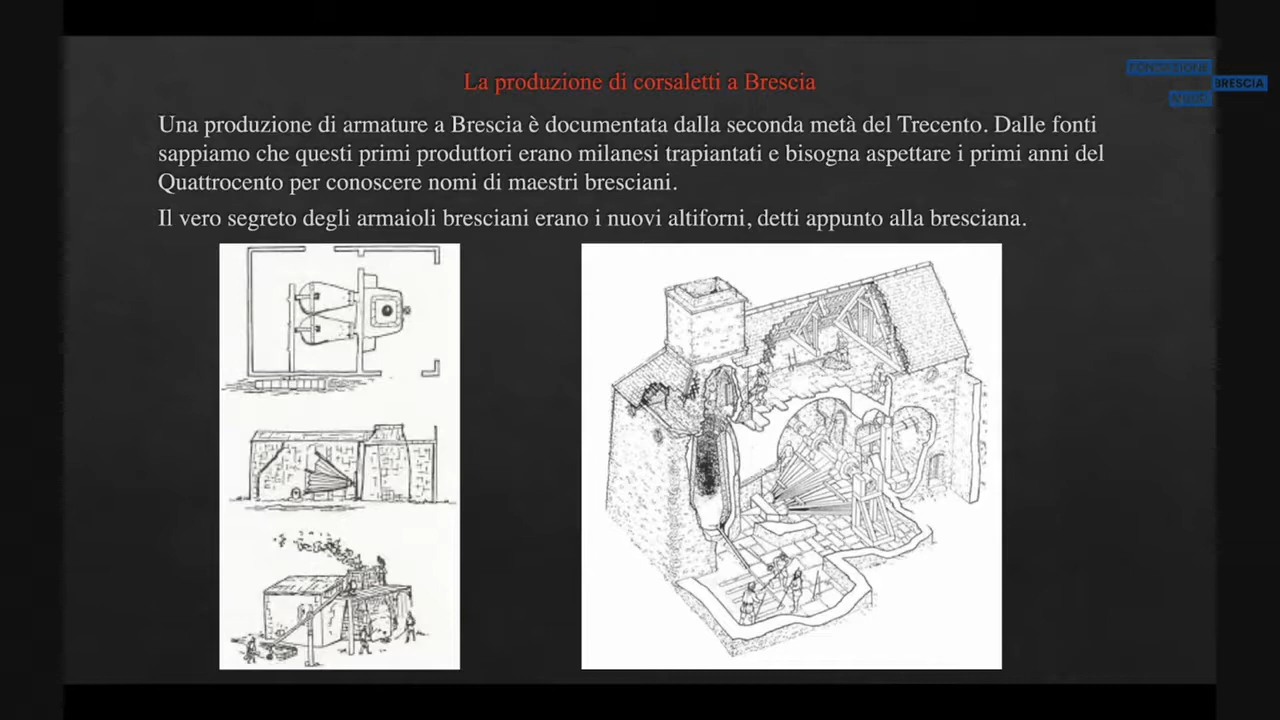 La produzione di corsaletti a Brescia
FONDAZIONE
BRESCIA
MUSEI
Una produzione di armature a Brescia è documentata dalla seconda metà del Trecento. Dalle fonti
sappiamo che questi primi produttori erano milanesi trapiantati e bisogna aspettare i primi anni del
Quattrocento per conoscere nomi di maestri bresciani.
Il vero segreto degli armaioli bresciani erano i nuovi altiforni, detti appunto alla bresciana.